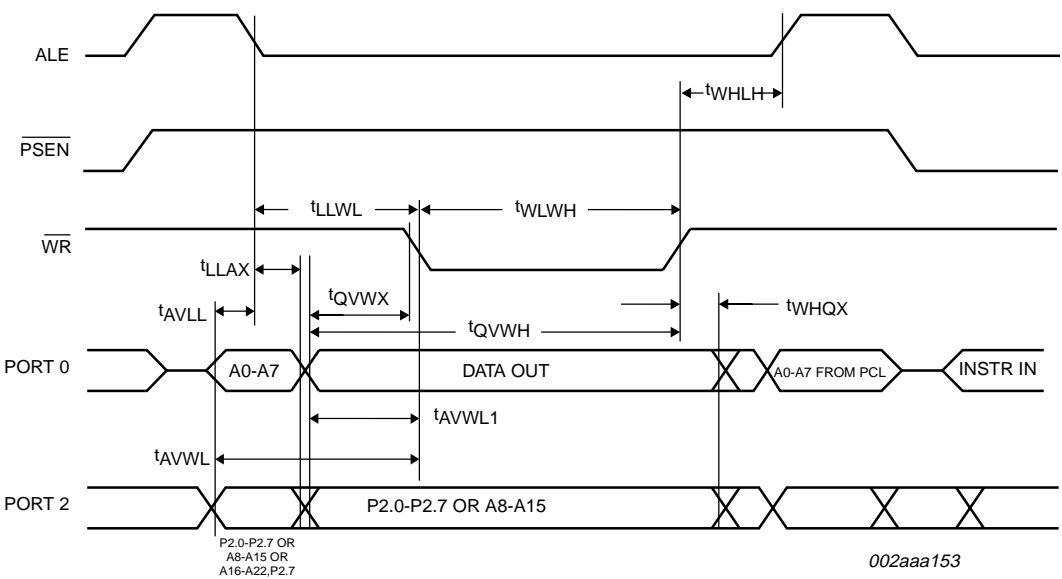 ALE
tWHLH
PSEN
tLLWL
tWLWH
WR
tLLAX
tQVWX
tWHQX
tAVLL
tQVWH
PORT 0
A0-A7
DATA OUT
A0-A7 FROM PCL
INSTR IN
tAVWL1
tAVWL
PORT 2
P2.0-P2.7 OR A8-A15
P2.0-P2.7 OR
A8-A15 OR
A16-A22,P2.7
002aaa153